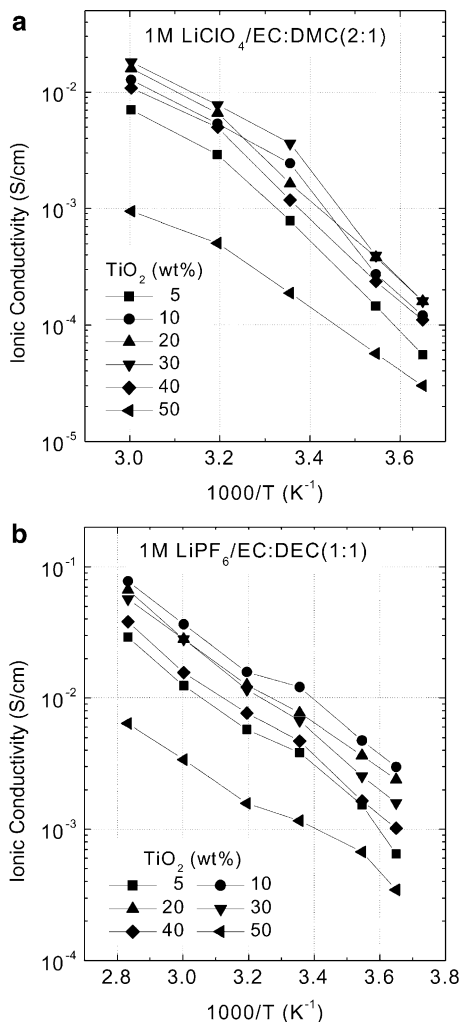 a
1M LiClO4/EC:DMC(2:1)
10-2
10-3
10-4
10-5
Ionic Conductivity (S/cm)
TiO2 (wt%)
5
10
20
30
40
50
3.0 3.2 3.4 3.6
1000/T (K-1)
b
1M LiPF6/EC:DEC(1:1)
10-1
10-2
10-3
10-4
Ionic Conductivity (S/cm)
TiO2 (wt%)
5 10
20 30
40 50
2.8 3.0 3.2 3.4 3.6 3.8
1000/T (K-1)